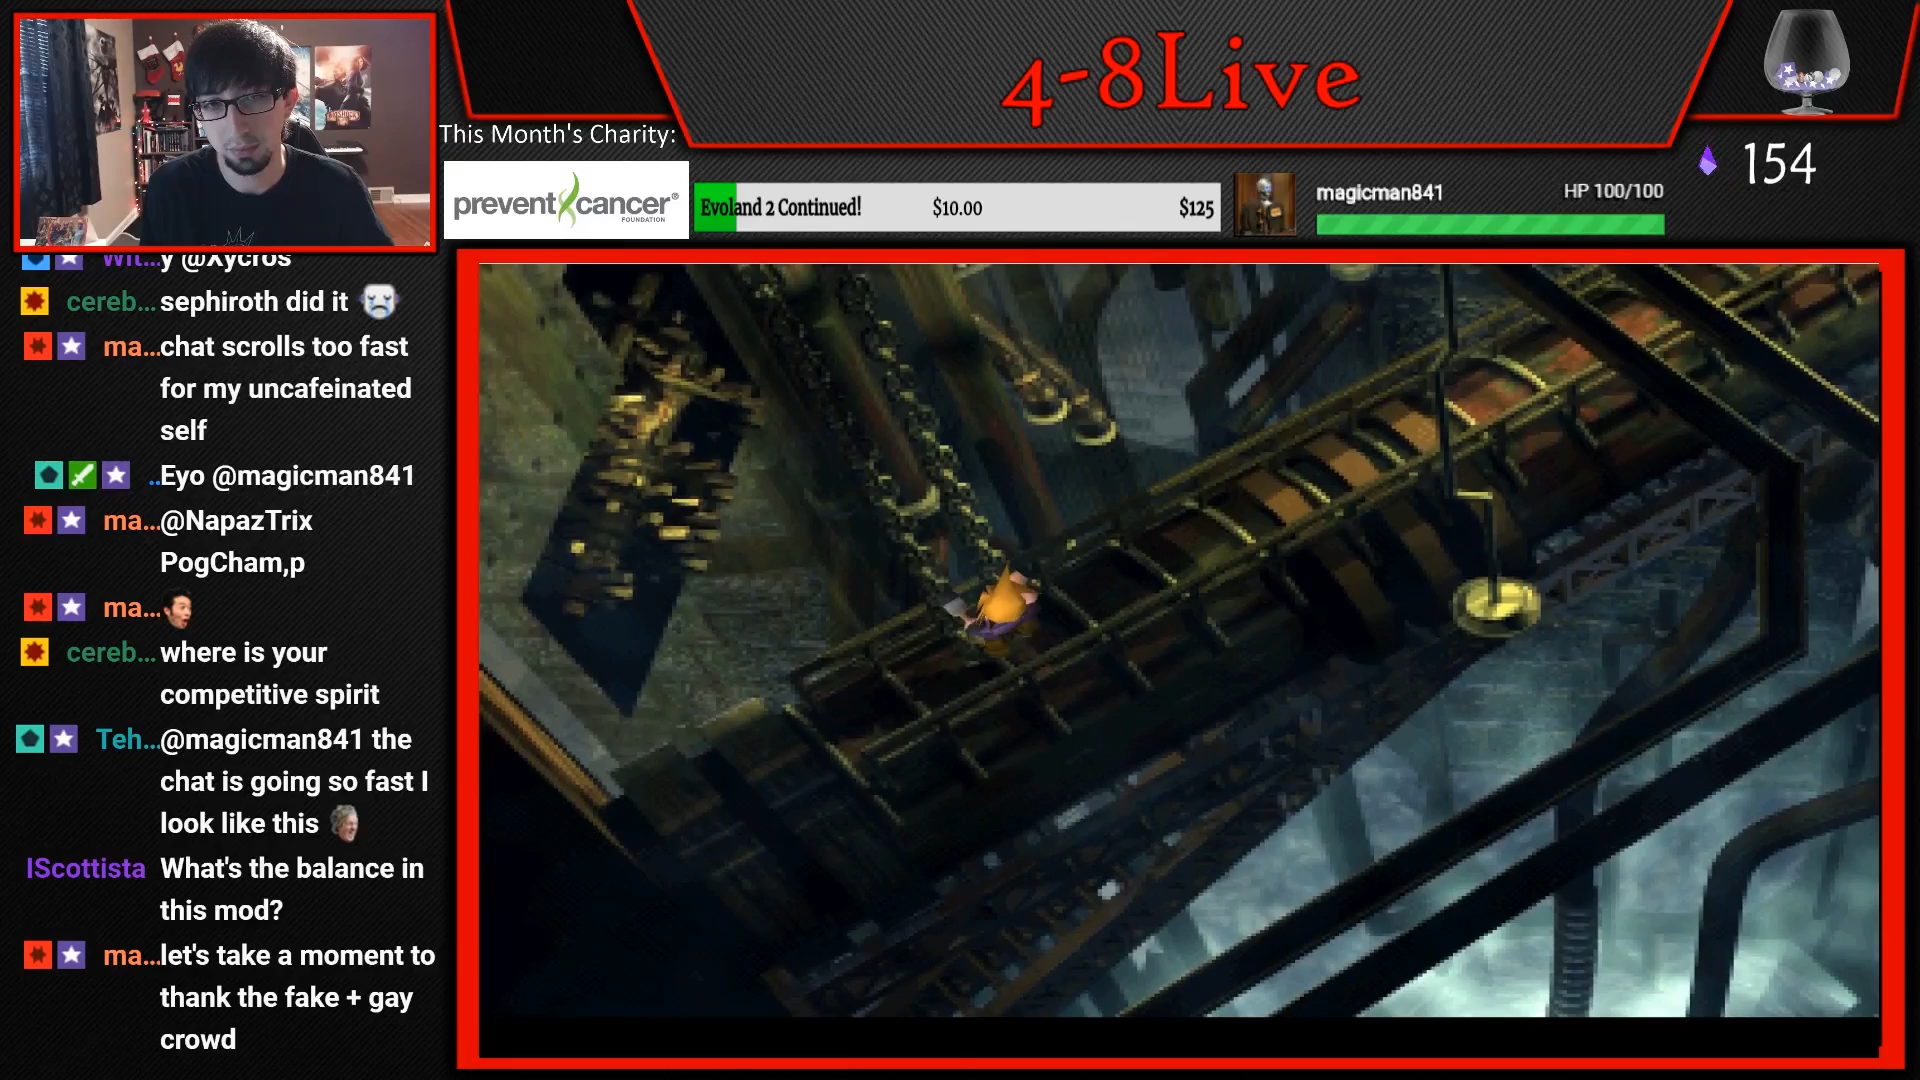 4-8Live
This Month's Charity:
prevent cancer®
FOUNDATION
Evoland 2 Continued! $10.00 $125
magicman841 HP 100/100
154
Wit...y @Xycros
cereb...sephiroth did it
ma...chat scrolls too fast
for my uncafeinated
self
..Eyo @magicman841
ma...@NapazTrix
PogCham,p
ma...
cereb...where is your
competitive spirit
Teh...@magicman841 the
chat is going so fast I
look like this
IScottista What's the balance in
this mod?
ma...let's take a moment to
thank the fake + gay
crowd